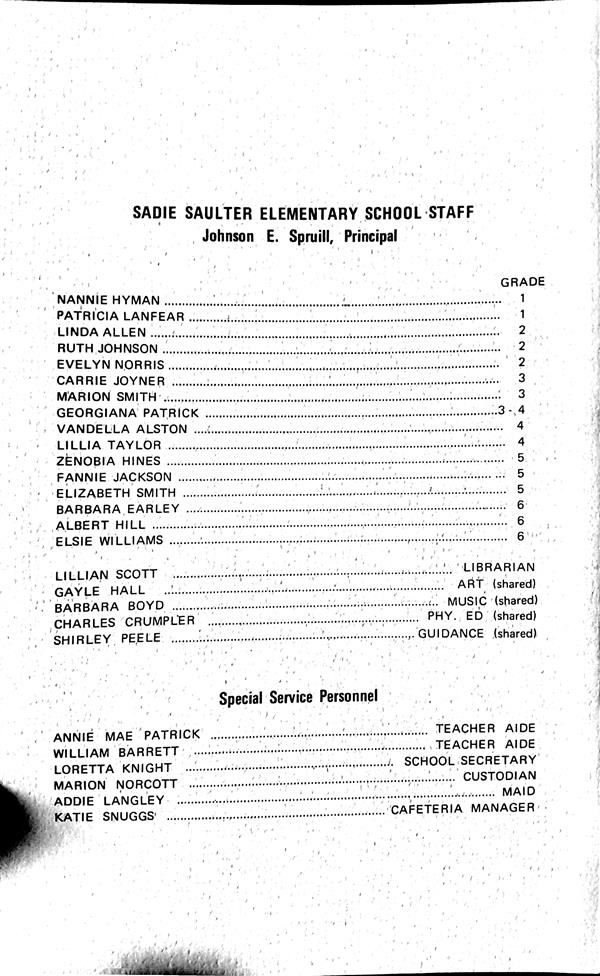 SADIE SAULTER ELEMENTARY SCHOOL STAFF
Johnson E. Spruill, Principal
GRADE
NANNIE HYMAN ........ 1
PATRICIA LANFEAR ........ 1
LINDA ALLEN ........ 2
RUTH JOHNSON ........ 2
EVELYN NORRIS ........ 2
CARRIE JOYNER ........ 3
MARION SMITH ........ 3
GEORGIANA PATRICK ........ 3 - 4
VANDELLA ALSTON ........ 4
LILLIA TAYLOR ........ 4
ZENOBIA HINES ........ 5
FANNIE JACKSON ........ 5
ELIZABETH SMITH ........ 5
BARBARA EARLEY ........ 6
ALBERT HILL ........ 6
ELSIE WILLIAMS ........ 6
LILLIAN SCOTT ........ LIBRARIAN
GAYLE HALL ........ ART (shared)
BARBARA BOYD ........ MUSIC (shared)
CHARLES CRUMPLER ........ PHY. ED (shared)
SHIRLEY PEELE ........ GUIDANCE (shared)
Special Service Personnel
ANNIE MAE PATRICK ........ TEACHER AIDE
WILLIAM BARRETT ........ TEACHER AIDE
LORETTA KNIGHT ........ SCHOOL SECRETARY
MARION NORCOTT ........ CUSTODIAN
ADDIE LANGLEY ........ MAID
KATIE SNUGGS ........ CAFETERIA MANAGER